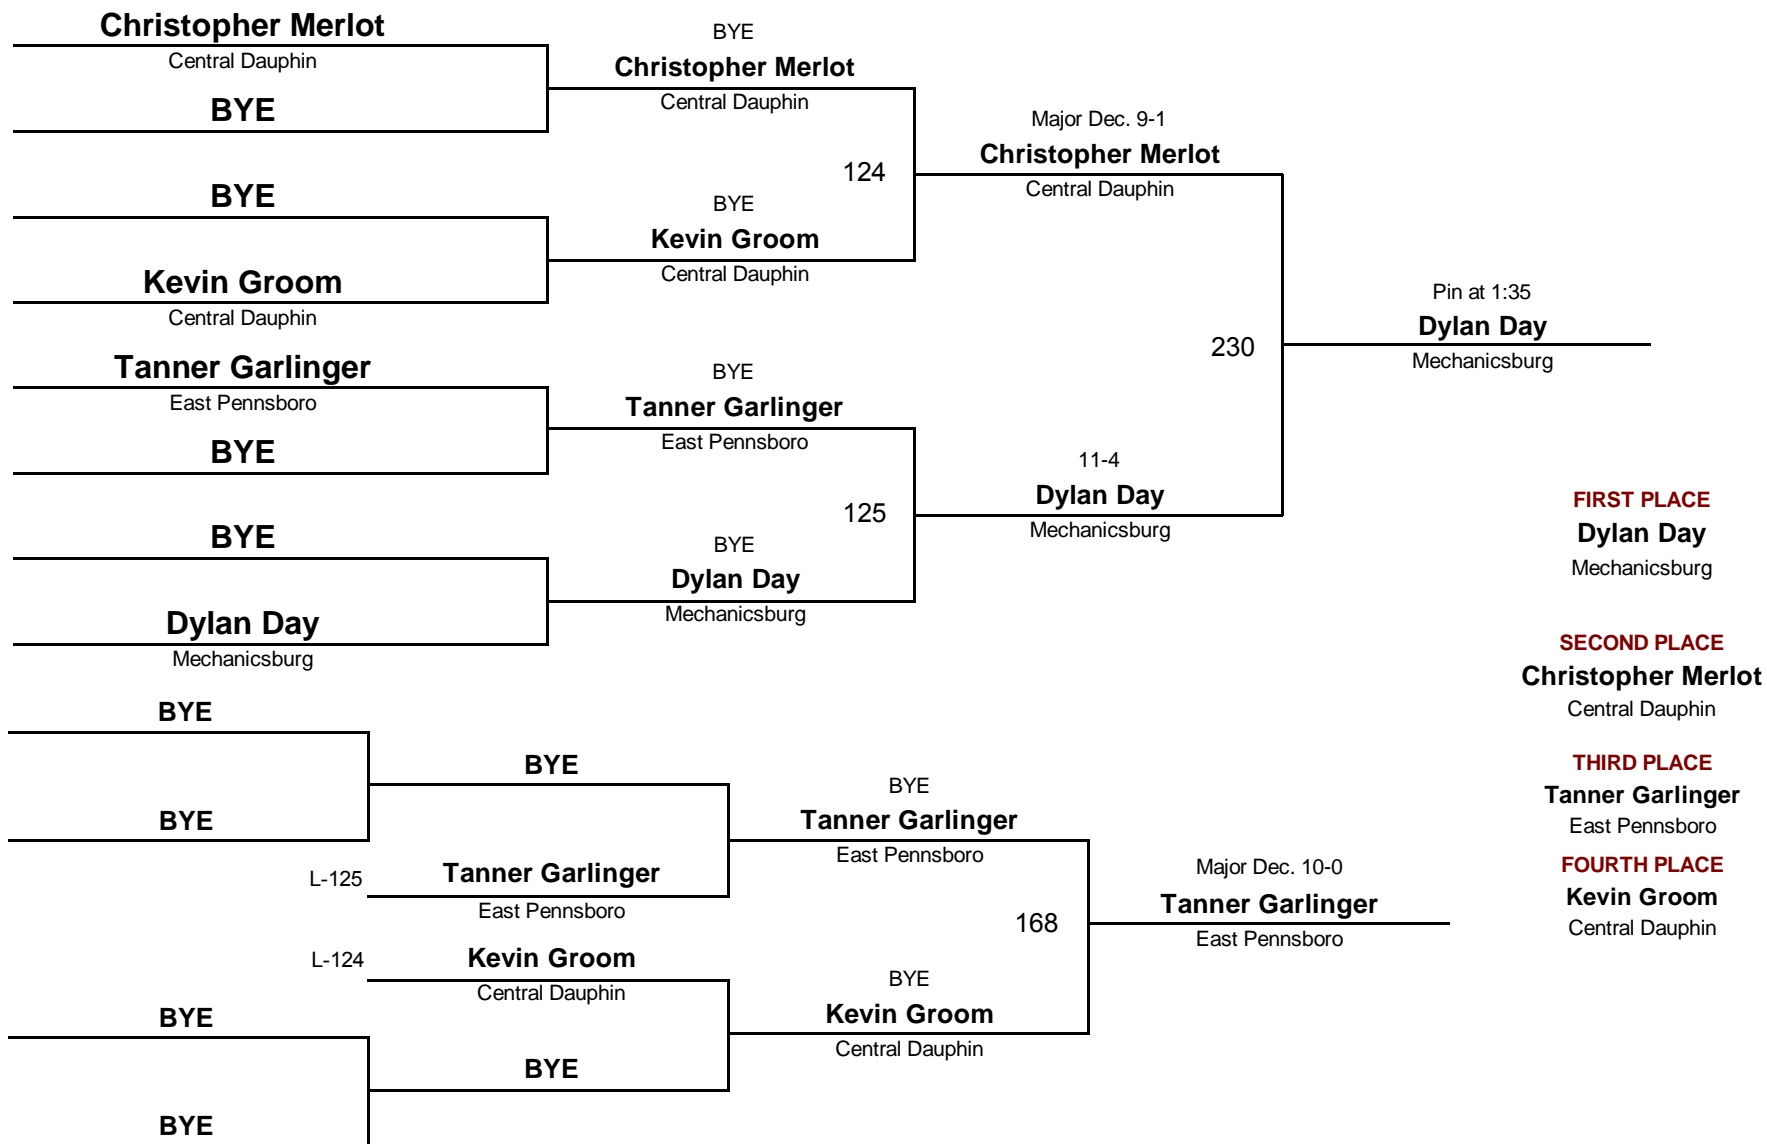 Christopher Merlot
Central Dauphin
BYE
BYE
Kevin Groom
Central Dauphin
Tanner Garlinger
East Pennsboro
BYE
BYE
Dylan Day
Mechanicsburg
BYE
Christopher Merlot
Central Dauphin
124
BYE
Kevin Groom
Central Dauphin
BYE
Tanner Garlinger
East Pennsboro
125
BYE
Dylan Day
Mechanicsburg
Major Dec. 9-1
Christopher Merlot
Central Dauphin
230
11-4
Dylan Day
Mechanicsburg
Pin at 1:35
Dylan Day
Mechanicsburg
BYE
BYE
BYE
L-125
Tanner Garlinger
East Pennsboro
L-124
Kevin Groom
Central Dauphin
BYE
BYE
BYE
BYE
Tanner Garlinger
East Pennsboro
168
BYE
Kevin Groom
Central Dauphin
Major Dec. 10-0
Tanner Garlinger
East Pennsboro
FIRST PLACE
Dylan Day
Mechanicsburg
SECOND PLACE
Christopher Merlot
Central Dauphin
THIRD PLACE
Tanner Garlinger
East Pennsboro
FOURTH PLACE
Kevin Groom
Central Dauphin